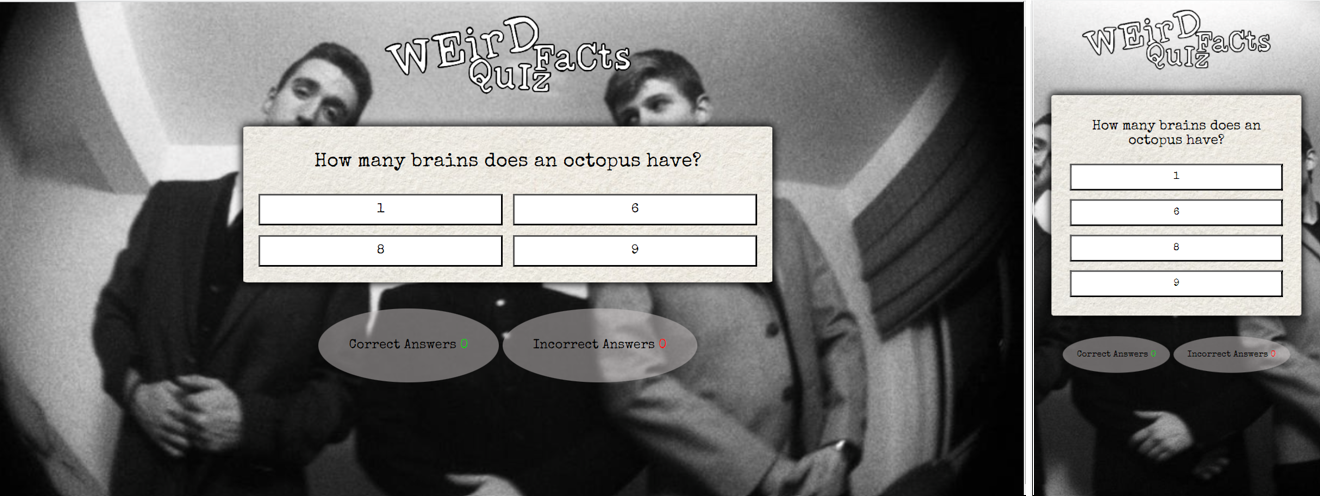 WEirD FaCts
QuIz
How many brains does an octopus have?
1
6
8
9
Correct Answers 0
Incorrect Answers 0
WEirD FaCts
QuIz
How many brains does an
octopus have?
1
6
8
9
Correct Answers 0
Incorrect Answers 0